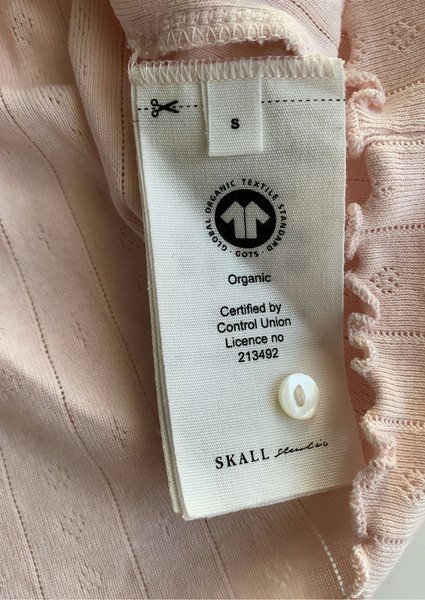 S
GLOBAL ORGANIC TEXTILE STANDARD
· GOTS ·
Organic
Certified by
Control Union
Licence no
213492
SKALL studio